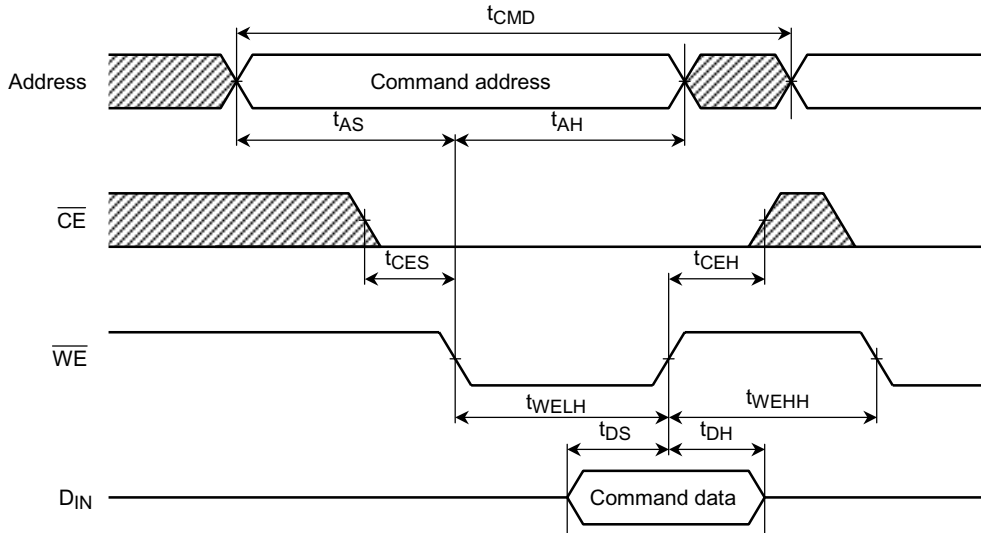 tCMD
Address
Command address
tAS
tAH
CE
tCES
tCEH
WE
tWELH
tWEHH
tDS
tDH
DIN
Command data